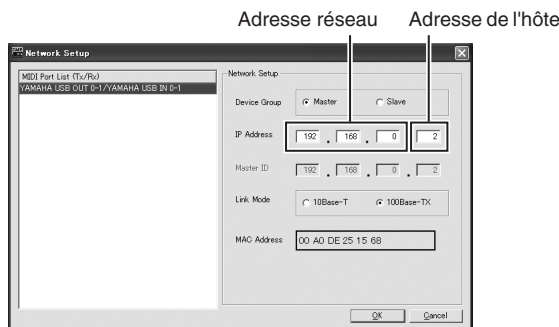 Adresse réseau Adresse de l'hôte
Network Setup
MIDI Port List (Tx/Rx)
YAMAHA USB OUT 0-1/YAMAHA USB IN 0-1
Network Setup
Device Group Master Slave
IP Address 192 . 168 . 0 . 2
Master ID 192 . 168 . 0 . 2
Link Mode 10Base-T 100Base-TX
MAC Address 00 A0 DE 25 15 68
OK Cancel